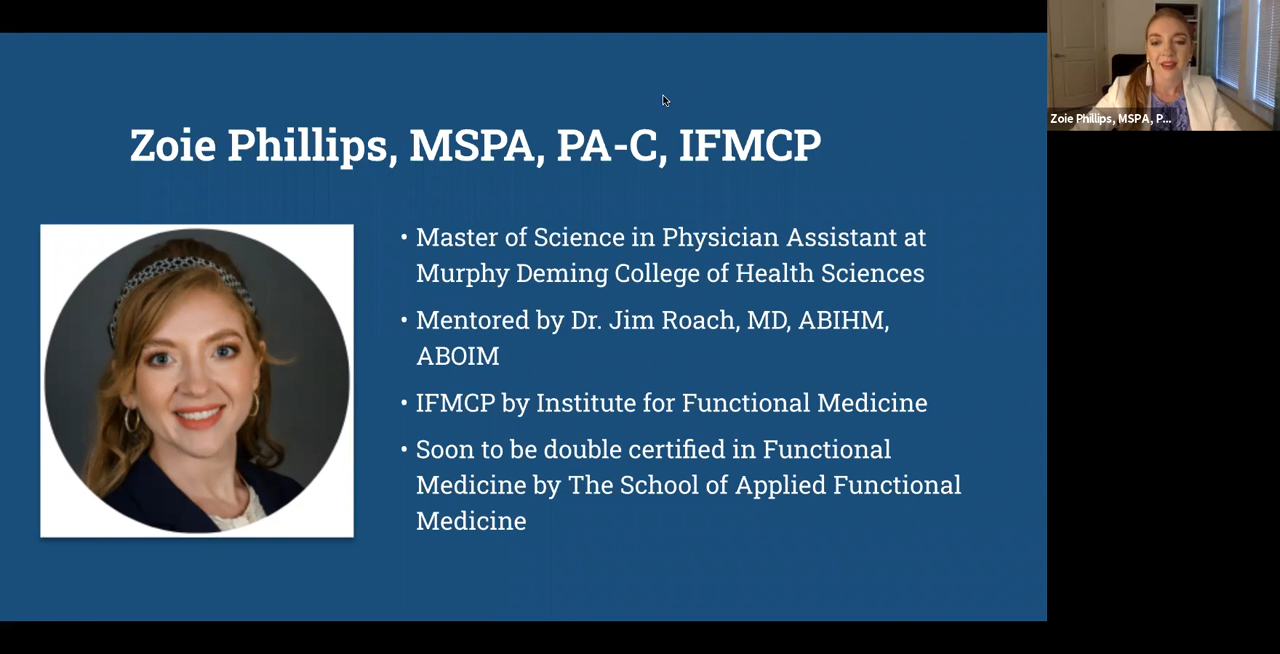 Zoie Phillips, MSPA, PA-C, IFMCP
• Master of Science in Physician Assistant at
Murphy Deming College of Health Sciences
• Mentored by Dr. Jim Roach, MD, ABIHM,
ABOIM
• IFMCP by Institute for Functional Medicine
• Soon to be double certified in Functional
Medicine by The School of Applied Functional
Medicine
Zoie Phillips, MSPA, P...